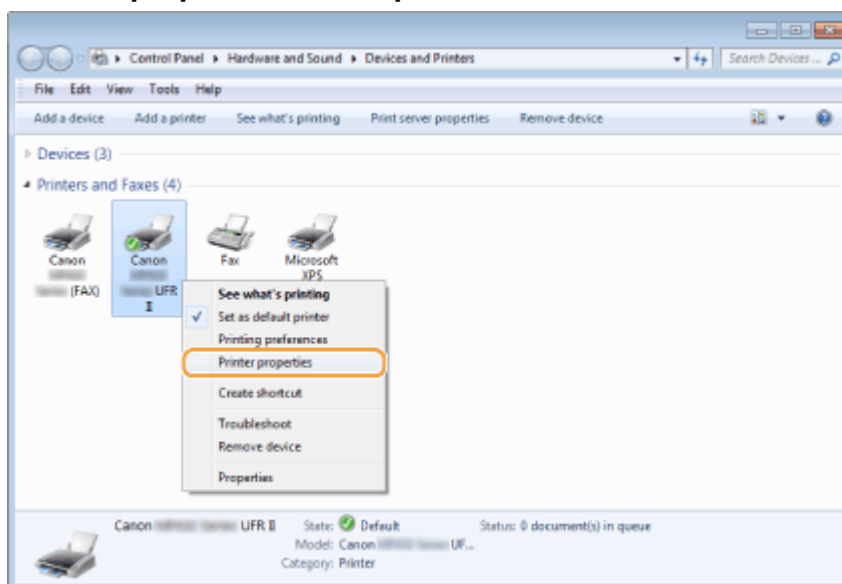 Control Panel ▸ Hardware and Sound ▸ Devices and Printers
Search Devices ...
File Edit View Tools Help
Add a device Add a printer See what's printing Print server properties Remove device
Devices (3)
Printers and Faxes (4)
Canon
(FAX)
Canon
UFR
II
Fax
Microsoft
XPS
See what's printing
Set as default printer
Printing preferences
Printer properties
Create shortcut
Troubleshoot
Remove device
Properties
Canon UFR II State: Default Status: 0 document(s) in queue
Model: Canon UF...
Category: Printer